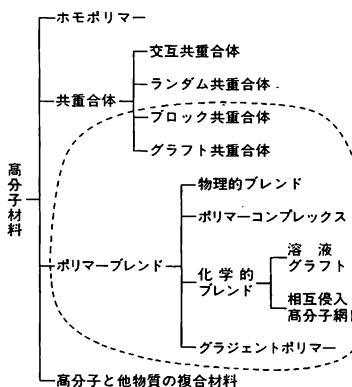 ホモポリマー
交互共重合体
ランダム共重合体
共重合体
ブロック共重合体
グラフト共重合体
高分子材料
物理的ブレンド
ポリマーコンプレックス
ポリマーブレンド
化学的
ブレンド
溶液
グラフト
相互侵入
高分子網
グラジェントポリマー
高分子と他物質の複合材料